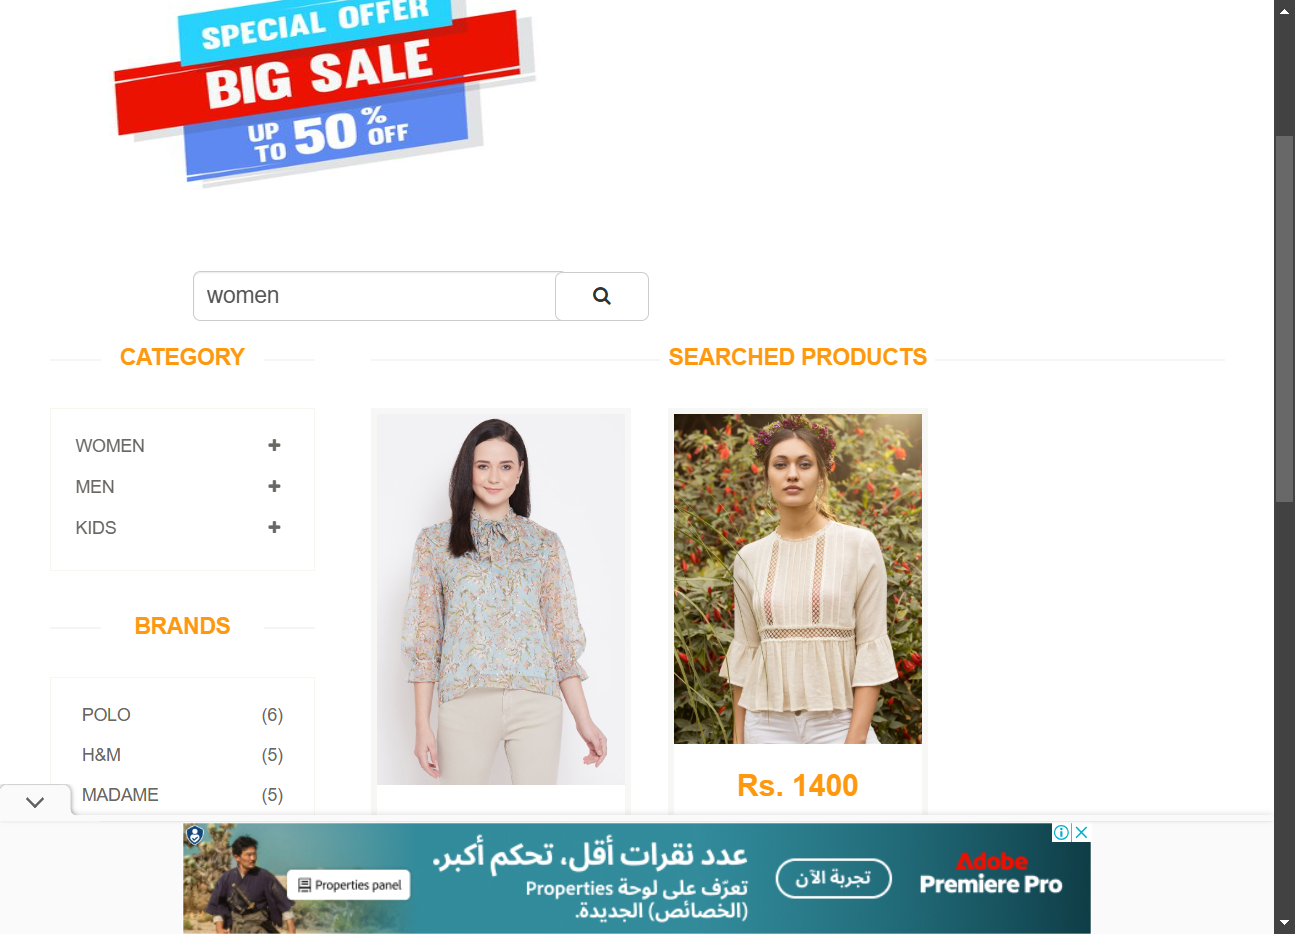 SPECIAL OFFER
BIG SALE
UP TO 50% OFF
women
CATEGORY
SEARCHED PRODUCTS
WOMEN
MEN
KIDS
BRANDS
POLO (6)
H&M (5)
MADAME (5)
Rs. 1400
Properties panel
عدد نقرات أقل، تحكم أكبر.
تعرّف على لوحة Properties
(الخصائص) الجديدة.
تجربة الآن
Adobe
Premiere Pro